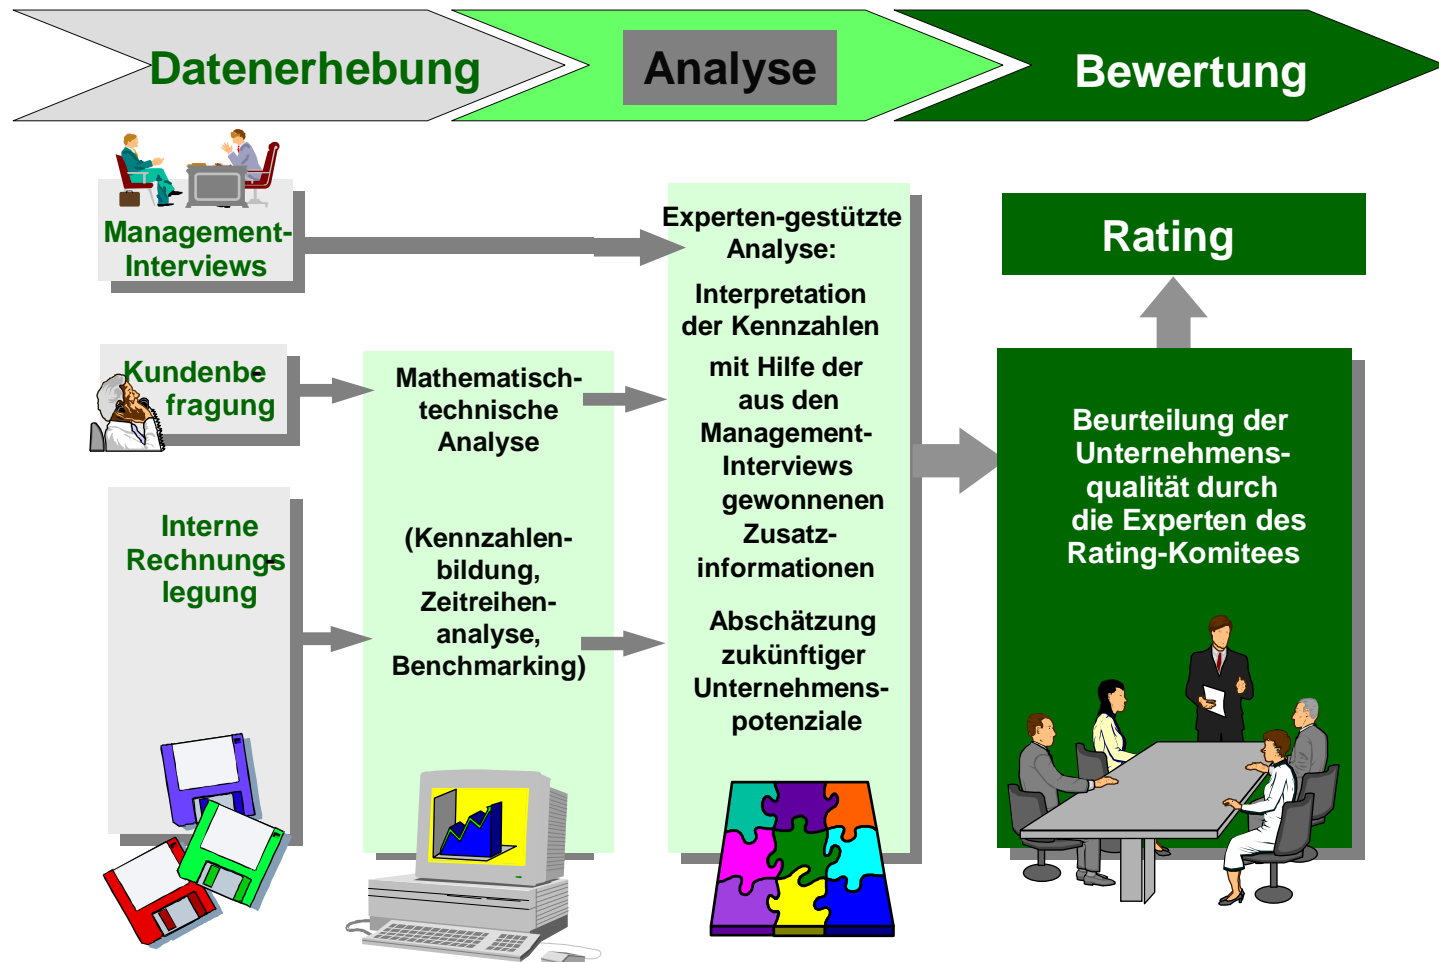 Datenerhebung
Analyse
Bewertung
Management-
Interviews
Kundenbe-
fragung
Interne
Rechnungs-
legung
Mathematisch-
technische
Analyse
(Kennzahlen-
bildung,
Zeitreihen-
analyse,
Benchmarking)
Experten-gestützte
Analyse:
Interpretation
der Kennzahlen
mit Hilfe der
aus den
Management-
Interviews
gewonnenen
Zusatz-
informationen
Abschätzung
zukünftiger
Unternehmens-
potenziale
Rating
Beurteilung der
Unternehmens-
qualität durch
die Experten des
Rating-Komitees